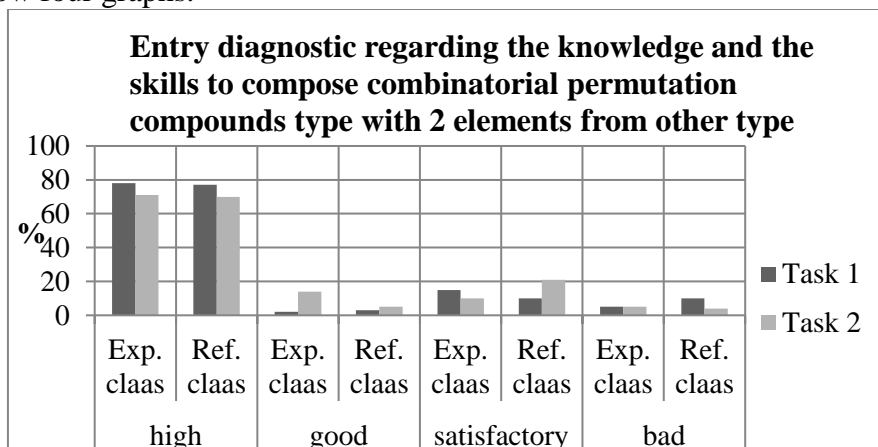 four graphs.
Entry diagnostic regarding the knowledge and the
skills to compose combinatorial permutation
compounds type with 2 elements from other type
100
80
60
40
20
0
%
Task 1
Task 2
Exp. claas Ref. claas Exp. claas Ref. claas Exp. claas Ref. claas Exp. claas Ref. claas
high good satisfactory bad